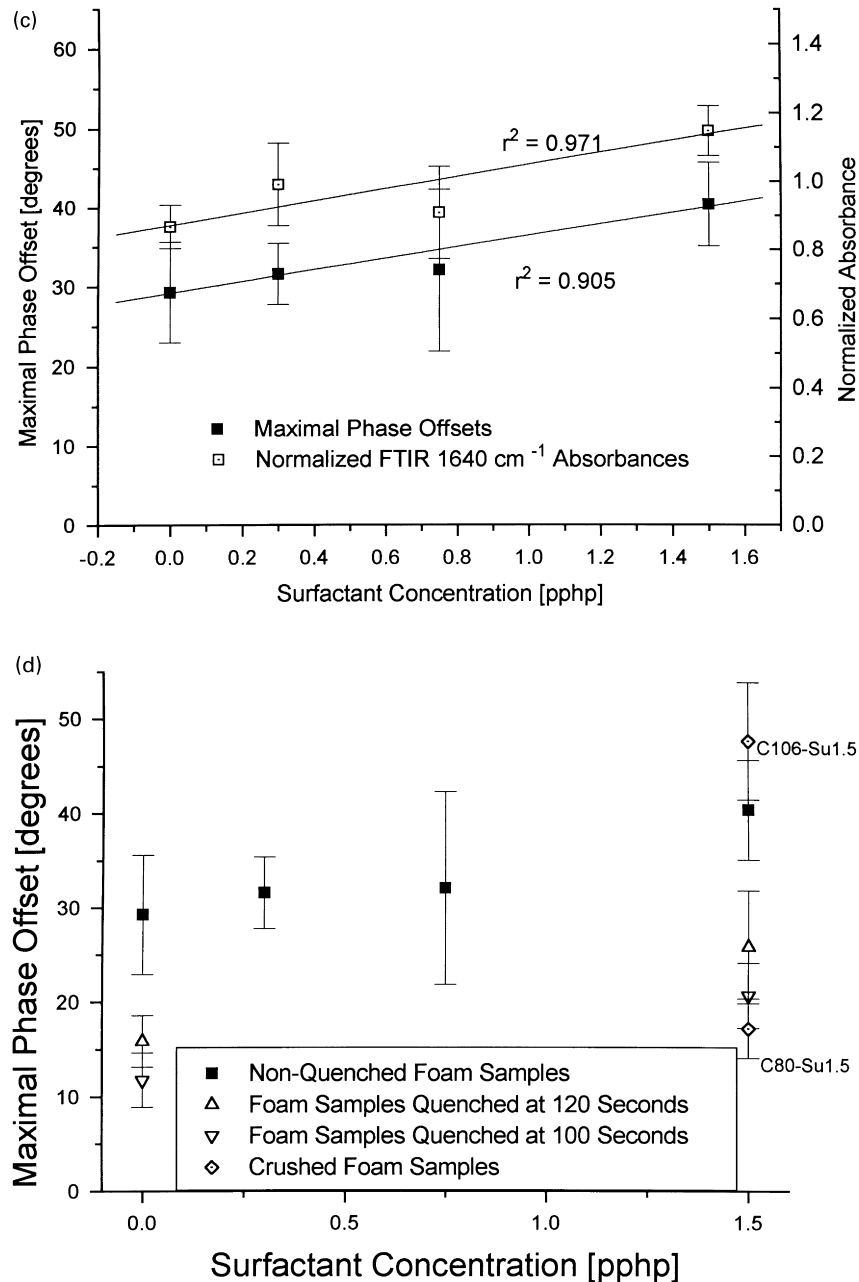 (c)
60
50
40
30
20
10
0
Maximal Phase Offset [degrees]
1.4
1.2
1.0
0.8
0.6
0.4
0.2
0.0
Normalized Absorbance
r² = 0.971
r² = 0.905
Maximal Phase Offsets
Normalized FTIR 1640 cm ⁻¹ Absorbances
-0.2 0.0 0.2 0.4 0.6 0.8 1.0 1.2 1.4 1.6
Surfactant Concentration [pphp]
(d)
50
40
30
20
10
0
Maximal Phase Offset [degrees]
C106-Su1.5
C80-Su1.5
Non-Quenched Foam Samples
Foam Samples Quenched at 120 Seconds
Foam Samples Quenched at 100 Seconds
Crushed Foam Samples
0.0 0.5 1.0 1.5
Surfactant Concentration [pphp]